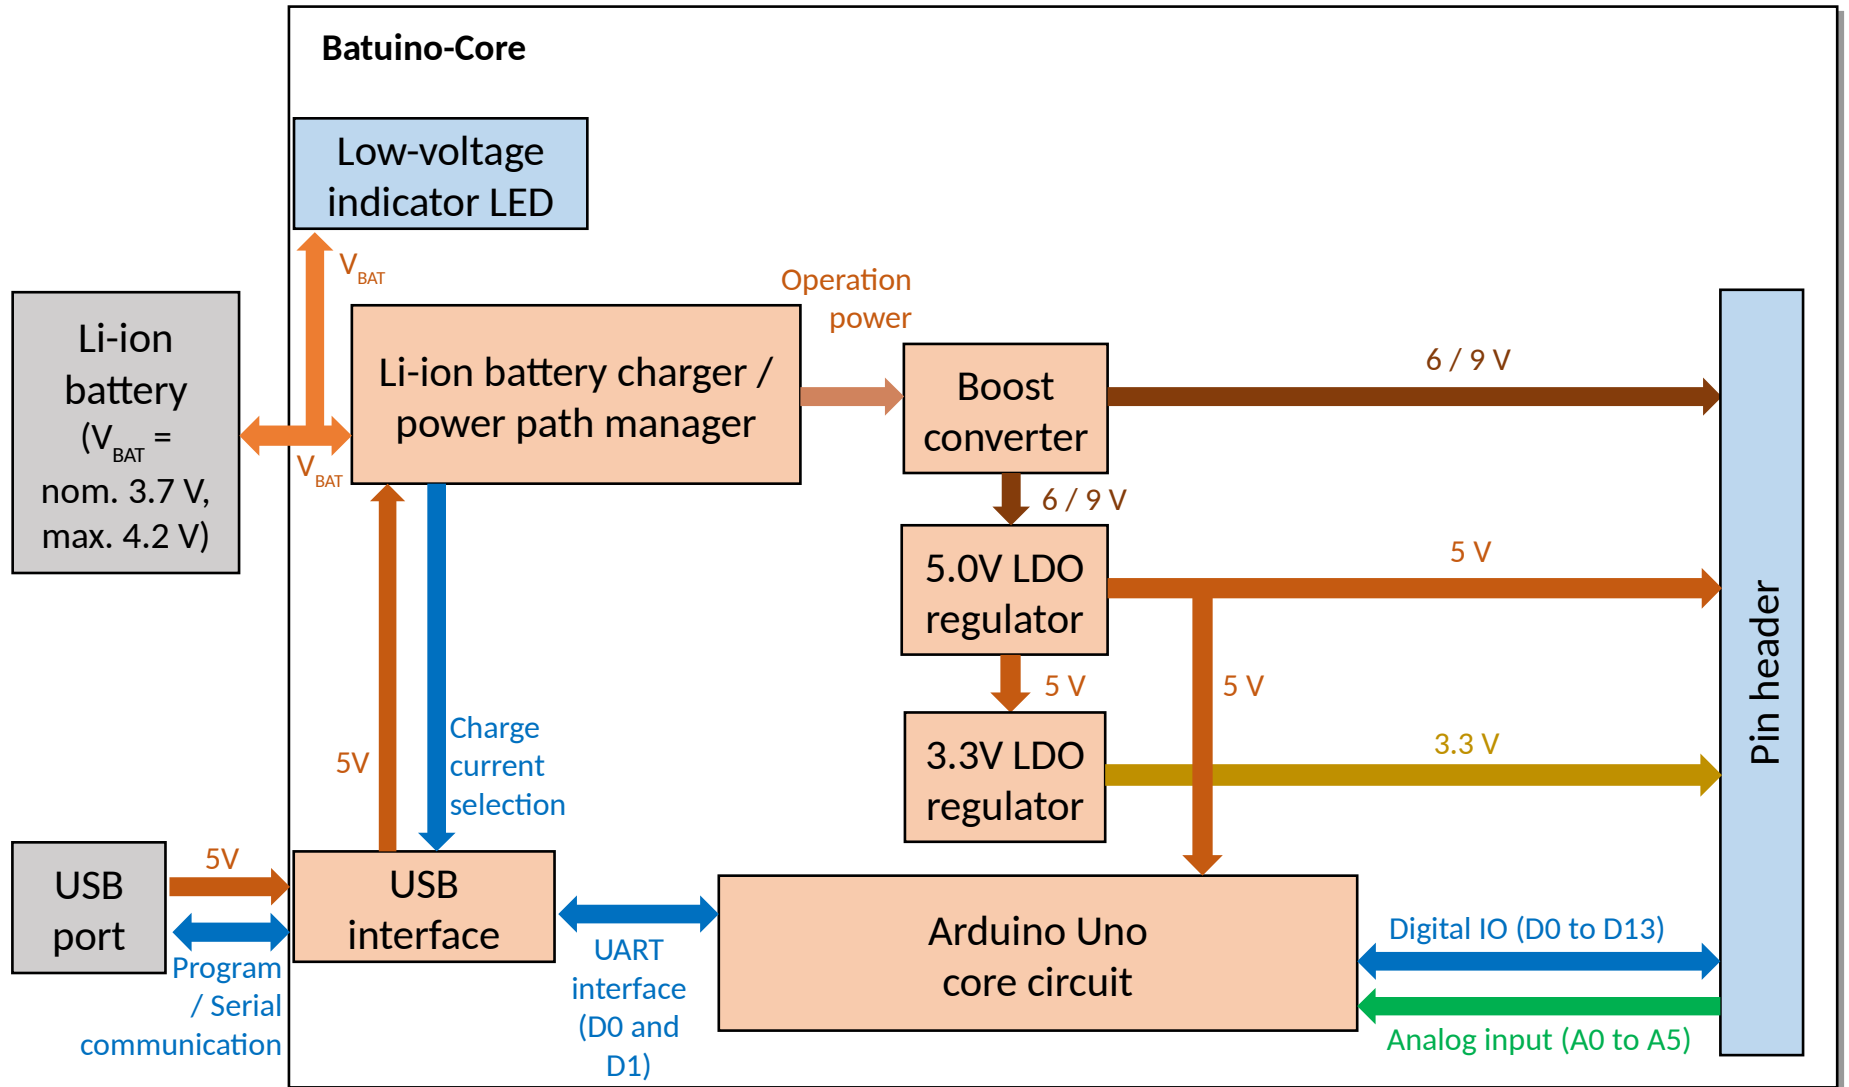 Batuino-Core
Low-voltage
indicator LED
VBAT
Li-ion
battery
(VBAT =
nom. 3.7 V,
max. 4.2 V)
VBAT
Li-ion battery charger /
power path manager
Operation
power
Boost
converter
6 / 9 V
6 / 9 V
5.0V LDO
regulator
5 V
5 V
5 V
3.3V LDO
regulator
3.3 V
Pin header
Charge
current
selection
5V
USB
port
5V
Program
/ Serial
communication
USB
interface
UART
interface
(D0 and
D1)
Arduino Uno
core circuit
Digital IO (D0 to D13)
Analog input (A0 to A5)